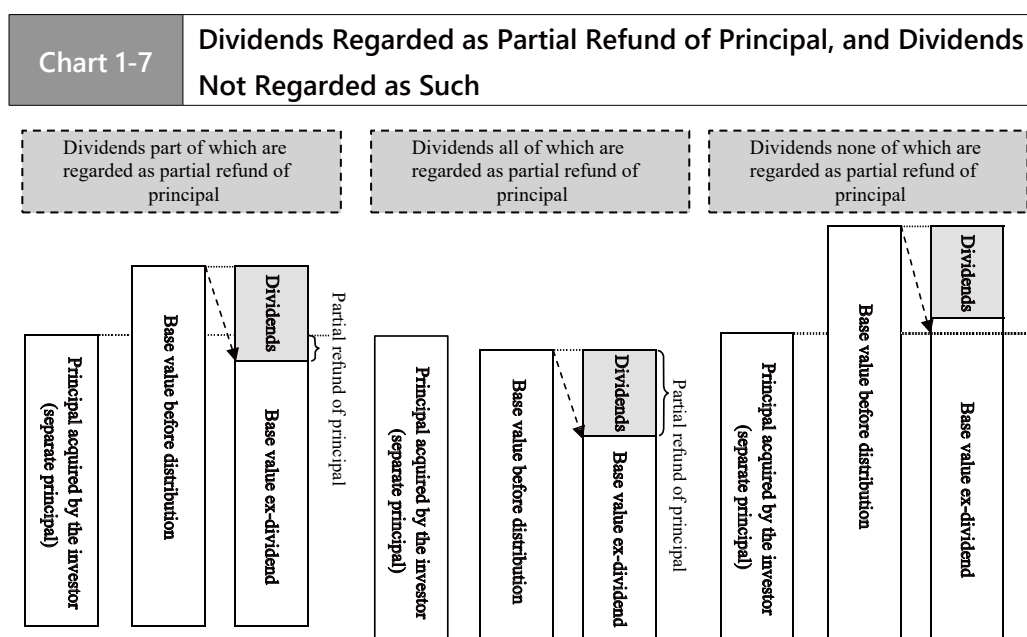 Chart 1-7
Dividends Regarded as Partial Refund of Principal, and Dividends
Not Regarded as Such
Dividends part of which are
regarded as partial refund of
principal
Dividends all of which are
regarded as partial refund of
principal
Dividends none of which are
regarded as partial refund of
principal
Principal acquired by the investor
(separate principal)
Base value before distribution
Dividends
Base value ex-dividend
Partial refund of principal
Principal acquired by the investor
(separate principal)
Base value before distribution
Dividends
Base value ex-dividend
Partial refund of principal
Principal acquired by the investor
(separate principal)
Base value before distribution
Dividends
Base value ex-dividend